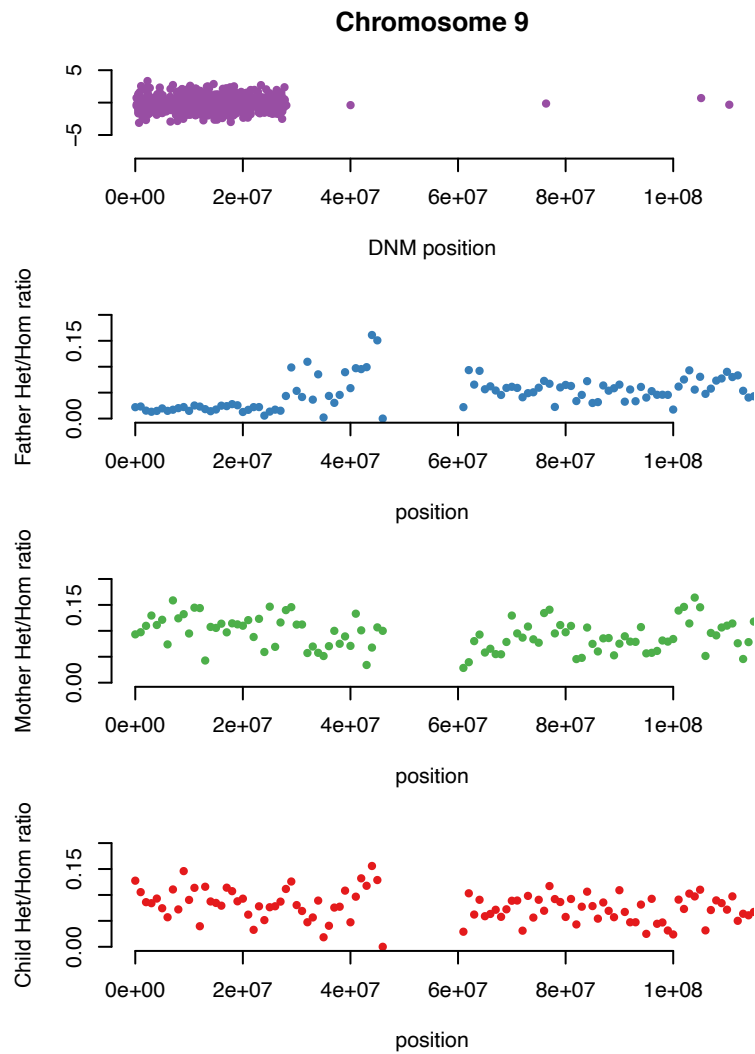 Chromosome 9
5
−5
0e+00 2e+07 4e+07 6e+07 8e+07 1e+08
DNM position
Father Het/Hom ratio
0.15
0.00
0e+00 2e+07 4e+07 6e+07 8e+07 1e+08
position
Mother Het/Hom ratio
0.15
0.00
0e+00 2e+07 4e+07 6e+07 8e+07 1e+08
position
Child Het/Hom ratio
0.15
0.00
0e+00 2e+07 4e+07 6e+07 8e+07 1e+08
position